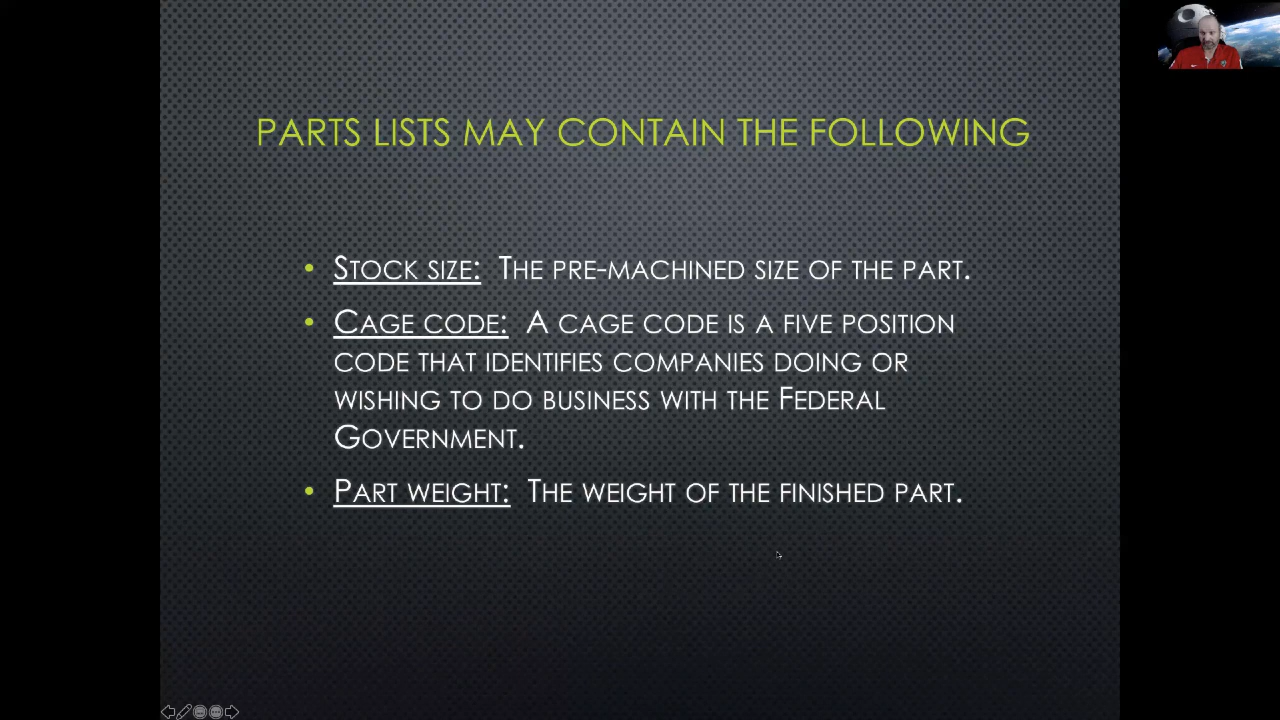 PARTS LISTS MAY CONTAIN THE FOLLOWING
• STOCK SIZE: THE PRE-MACHINED SIZE OF THE PART.
• CAGE CODE: A CAGE CODE IS A FIVE POSITION
CODE THAT IDENTIFIES COMPANIES DOING OR
WISHING TO DO BUSINESS WITH THE FEDERAL
GOVERNMENT.
• PART WEIGHT: THE WEIGHT OF THE FINISHED PART.